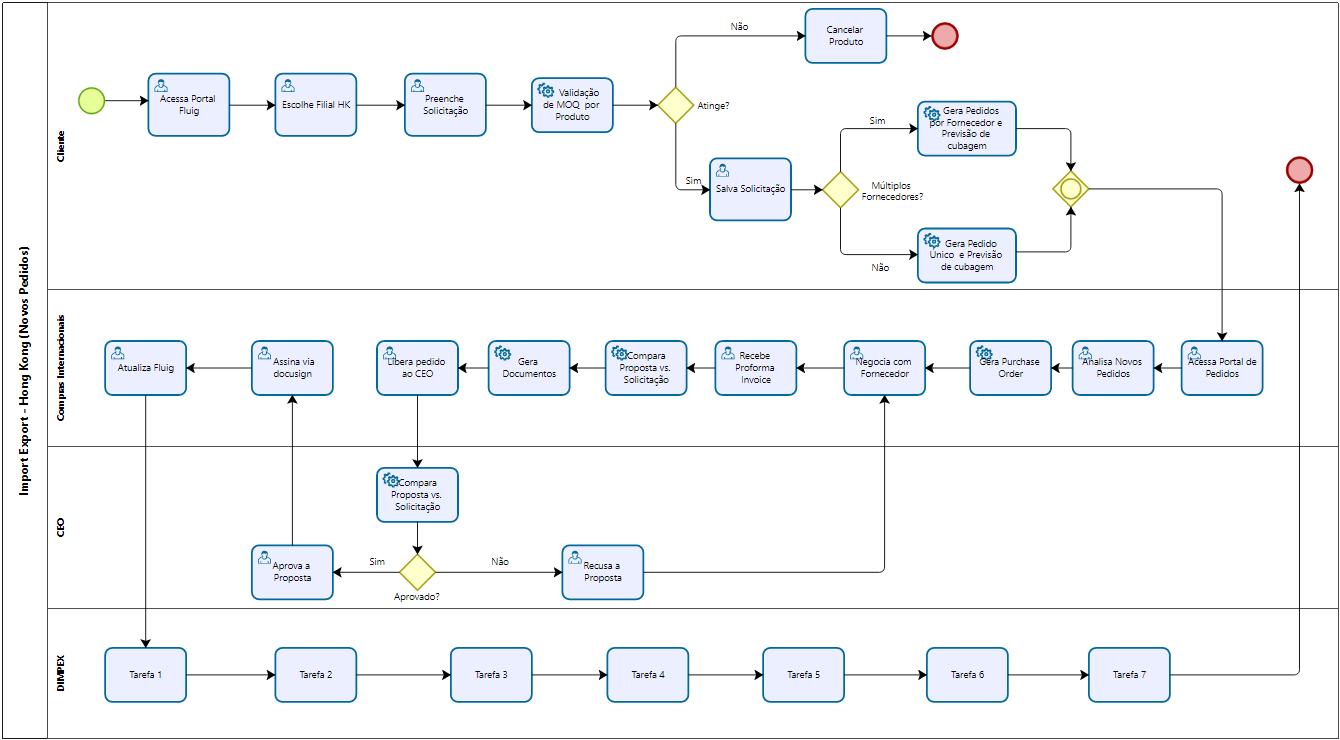 Import Export - Hong Kong (Novos Pedidos)
Cliente
Acessa Portal
Fluig
Escolhe Filial HK
Preenche
Solicitação
Validação
de MOQ por
Produto
Atinge?
Não
Cancelar
Produto
Sim
Salva Solicitação
Múltiplos
Fornecedores?
Sim
Gera Pedidos
por Fornecedor e
Previsão de
cubagem
Não
Gera Pedido
Único e Previsão
de cubagem
Compras Internacionais
Atualiza Fluig
Assina via
docusign
Libera pedido
ao CEO
Gera
Documentos
Compara
Proposta vs.
Solicitação
Recebe
Proforma
Invoice
Negocia com
Fornecedor
Gera Purchase
Order
Analisa Novos
Pedidos
Acessa Portal de
Pedidos
CEO
Compara
Proposta vs.
Solicitação
Aprova a
Proposta
Sim
Aprovado?
Não
Recusa a
Proposta
DIMPEX
Tarefa 1
Tarefa 2
Tarefa 3
Tarefa 4
Tarefa 5
Tarefa 6
Tarefa 7